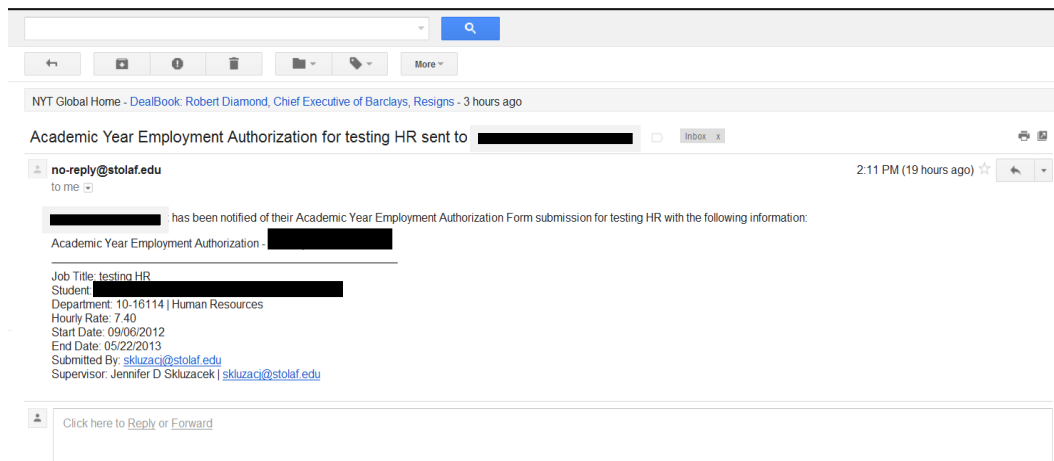 More
NYT Global Home - DealBook: Robert Diamond, Chief Executive of Barclays, Resigns - 3 hours ago
Academic Year Employment Authorization for testing HR sent to
Inbox x
no-reply@stolaf.edu
2:11 PM (19 hours ago)
to me
has been notified of their Academic Year Employment Authorization Form submission for testing HR with the following information:
Academic Year Employment Authorization -
Job Title: testing HR
Student:
Department: 10-16114 | Human Resources
Hourly Rate: 7.40
Start Date: 09/06/2012
End Date: 05/22/2013
Submitted By: skluzacj@stolaf.edu
Supervisor: Jennifer D Skluzacek | skluzacj@stolaf.edu
Click here to Reply or Forward